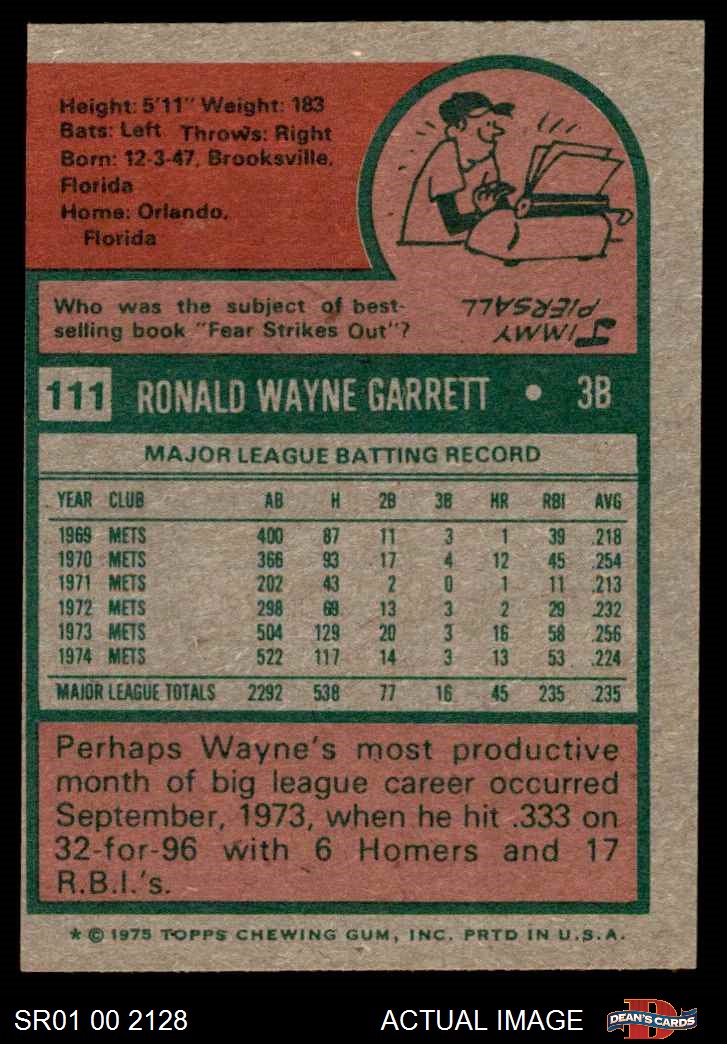 Height: 5'11" Weight: 183
Bats: Left Throws: Right
Born: 12-3-47, Brooksville,
Florida
Home: Orlando,
Florida
Who was the subject of best-
selling book "Fear Strikes Out"?
JIMMY
PIERSALL
111 RONALD WAYNE GARRETT • 3B
MAJOR LEAGUE BATTING RECORD
YEAR CLUB AB H 2B 3B HR RBI AVG
1969 METS 400 87 11 3 1 39 .218
1970 METS 366 93 17 4 12 45 .254
1971 METS 202 43 2 0 1 11 .213
1972 METS 298 69 13 3 2 29 .232
1973 METS 504 129 20 3 16 58 .256
1974 METS 522 117 14 3 13 53 .224
MAJOR LEAGUE TOTALS 2292 538 77 16 45 235 .235
Perhaps Wayne's most productive
month of big league career occurred
September, 1973, when he hit .333 on
32-for-96 with 6 Homers and 17
R.B.I.'s.
* © 1975 TOPPS CHEWING GUM, INC. PRTD IN U.S.A.
SR01 00 2128 ACTUAL IMAGE D DEAN'S CARDS